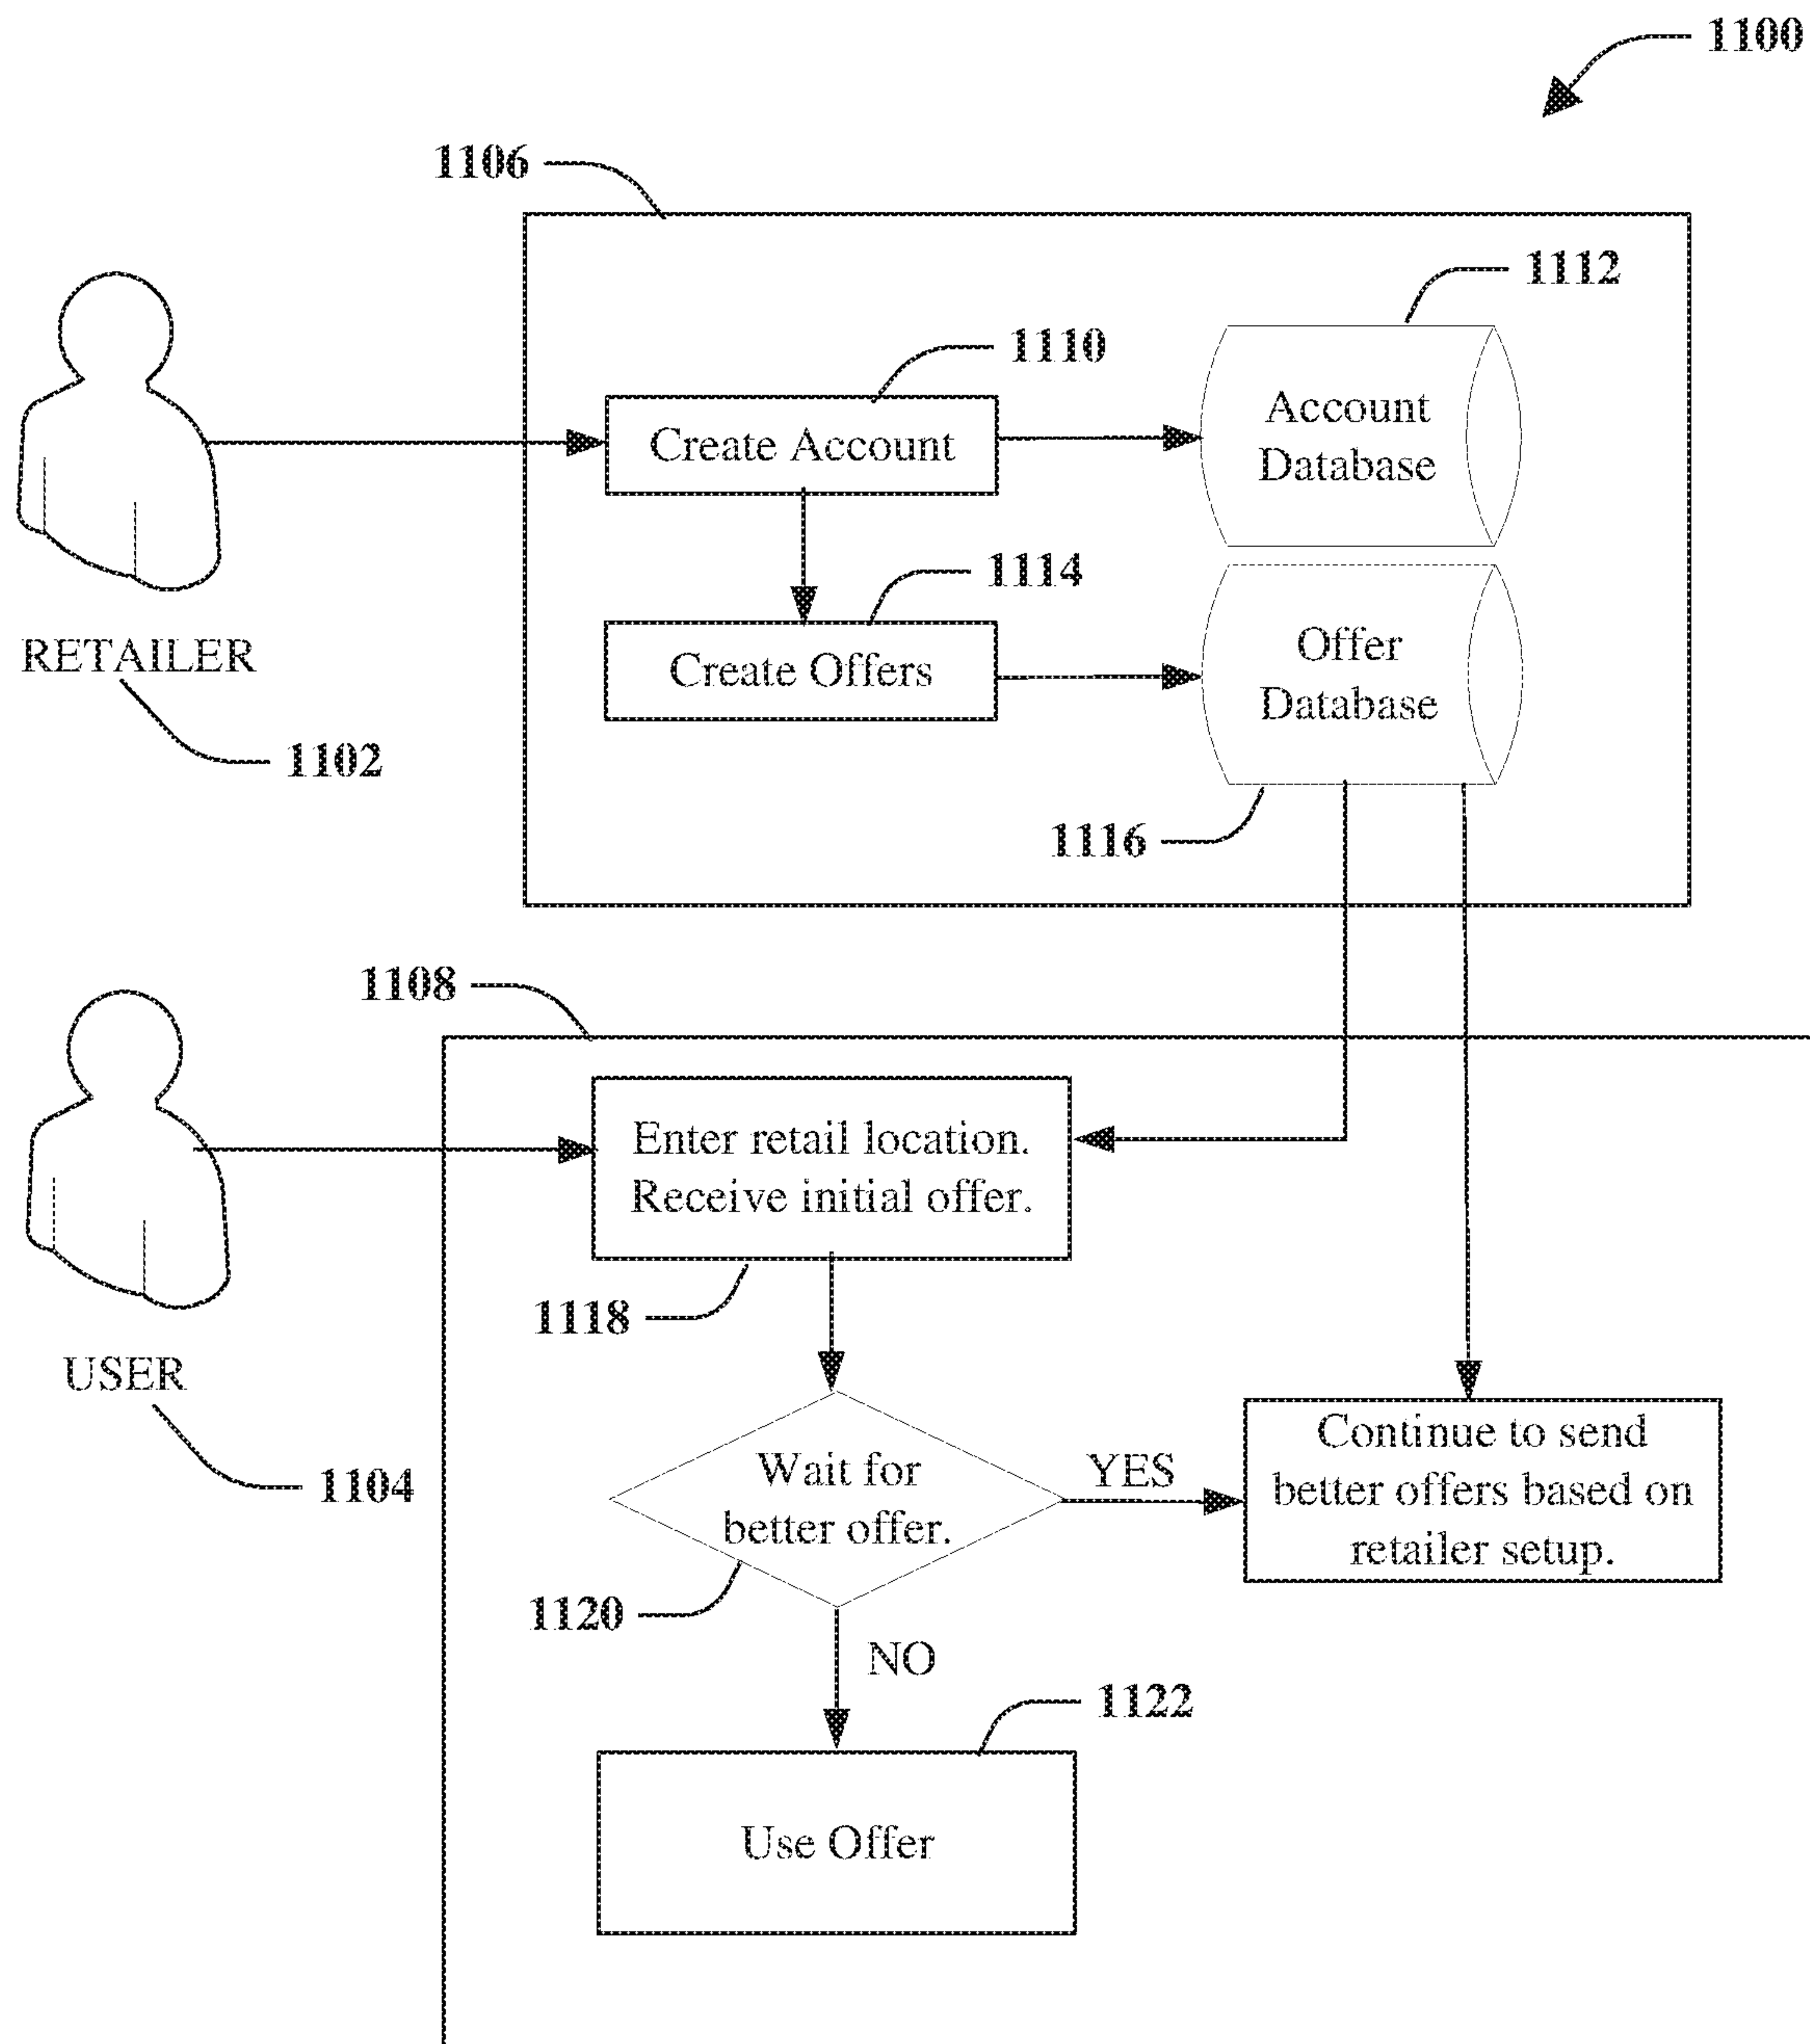 1100
1106
1112
1110
Create Account
Account
Database
1114
RETAILER
Create Offers
Offer
Database
1102
1116
1108
Enter retail location.
Receive initial offer.
1118
USER
1104
Wait for
better offer.
YES
Continue to send
better offers based on
retailer setup.
1120
NO
1122
Use Offer